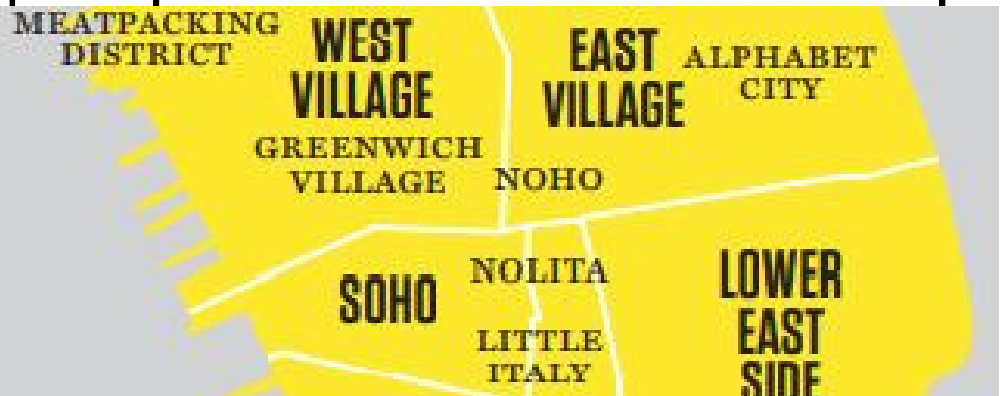 MEATPACKING
DISTRICT
WEST
VILLAGE
EAST
VILLAGE
ALPHABET
CITY
GREENWICH
VILLAGE
NOHO
SOHO
NOLITA
LITTLE
ITALY
LOWER
EAST
SIDE